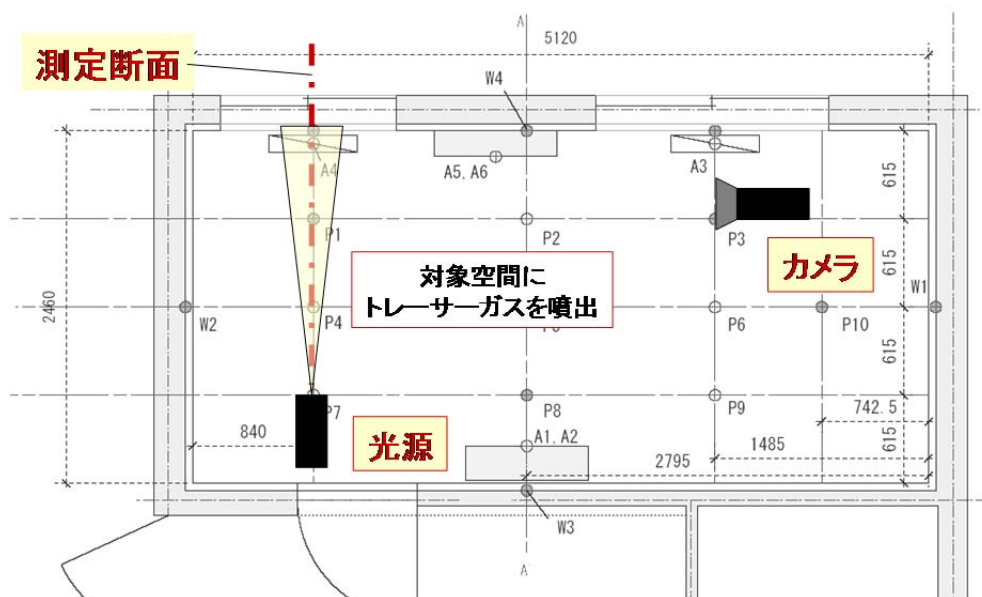 A
5120
測定断面
W4
A4
A5, A6
A3
615
P1
P2
P3
対象空間に
トレーサーガスを噴出
カメラ
615
2460
W2
P4
P6
P10
W1
615
P7
P8
P9
742.5
840
光源
A1, A2
1485
615
2795
W3
A